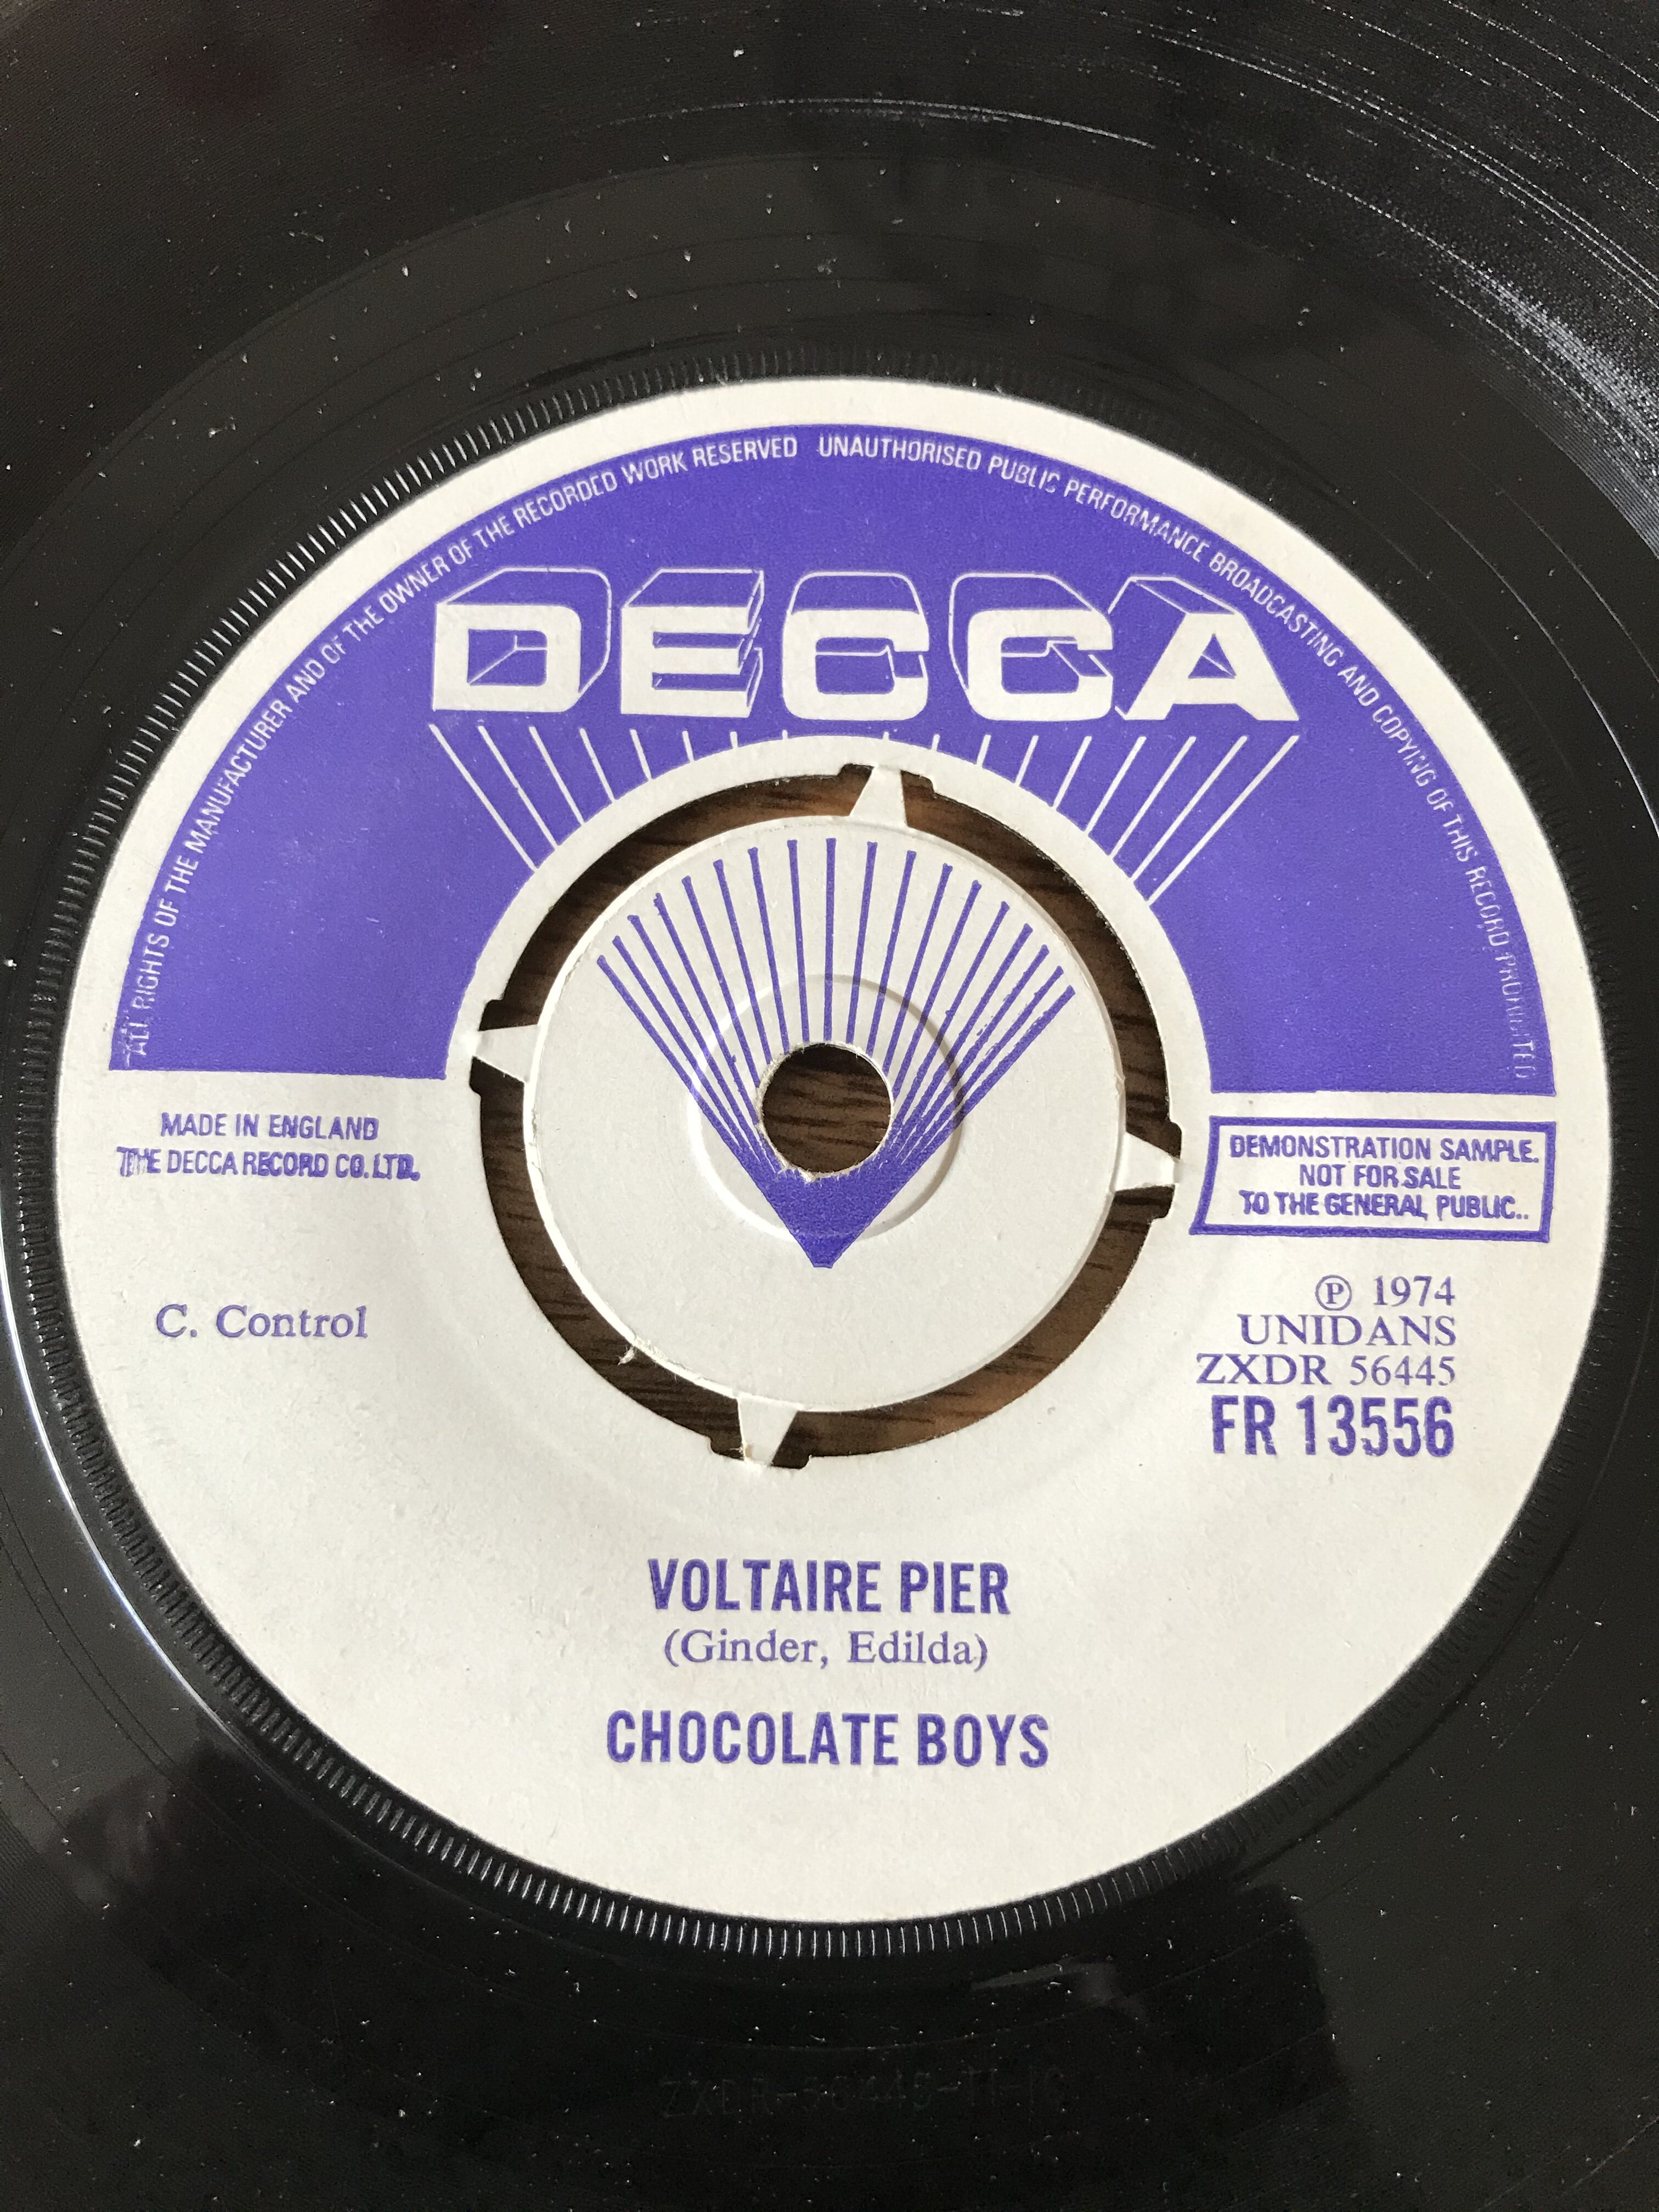 ALL RIGHTS OF THE MANUFACTURER AND OF THE OWNER OF THE RECORDED WORK RESERVED UNAUTHORISED PUBLIC PERFORMANCE BROADCASTING AND COPYING OF THIS RECORD PROHIBITED
DECCA
MADE IN ENGLAND
THE DECCA RECORD CO. LTD.
DEMONSTRATION SAMPLE.
NOT FOR SALE
TO THE GENERAL PUBLIC..
C. Control
℗ 1974
UNIDANS
ZXDR 56445
FR 13556
VOLTAIRE PIER
(Ginder, Edilda)
CHOCOLATE BOYS